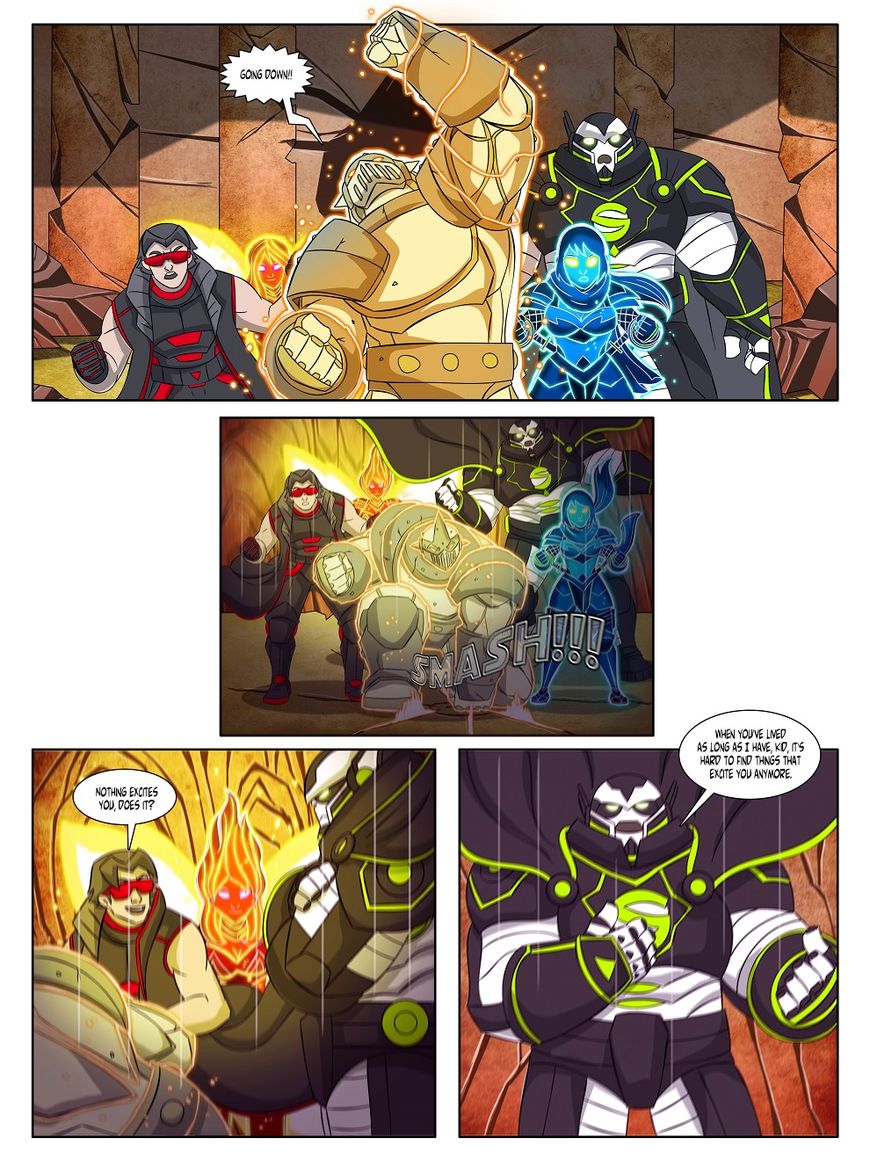 GOING DOWN!!
SMASH!!!
NOTHING EXCITES
YOU, DOES IT?
WHEN YOU'VE LIVED
AS LONG AS I HAVE, KID, IT'S
HARD TO FIND THINGS THAT
EXCITE YOU ANYMORE.